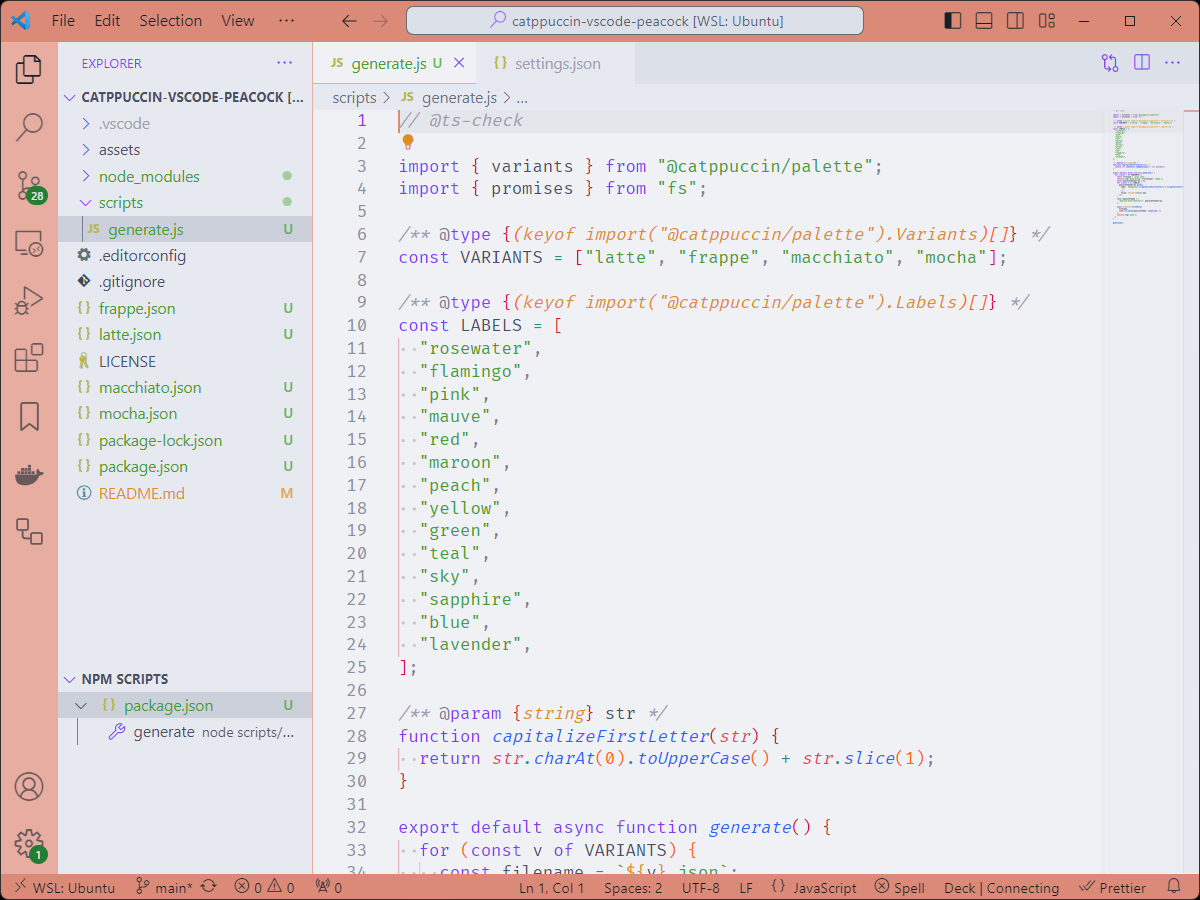 File Edit Selection View ···
catppuccin-vscode-peacock [WSL: Ubuntu]
EXPLORER ···
CATPPUCCIN-VSCODE-PEACOCK [...
.vscode
assets
node_modules
scripts
JS generate.js U
.editorconfig
.gitignore
{} frappe.json U
{} latte.json U
LICENSE
{} macchiato.json U
{} mocha.json U
{} package-lock.json U
{} package.json U
README.md M
NPM SCRIPTS
{} package.json U
generate node scripts/...
28
1
JS generate.js U
{} settings.json
scripts > JS generate.js > ...
1 // @ts-check
2
3 import { variants } from "@catppuccin/palette";
4 import { promises } from "fs";
5
6 /** @type {(keyof import("@catppuccin/palette").Variants)[]} */
7 const VARIANTS = ["latte", "frappe", "macchiato", "mocha"];
8
9 /** @type {(keyof import("@catppuccin/palette").Labels)[]} */
10 const LABELS = [
11 "rosewater",
12 "flamingo",
13 "pink",
14 "mauve",
15 "red",
16 "maroon",
17 "peach",
18 "yellow",
19 "green",
20 "teal",
21 "sky",
22 "sapphire",
23 "blue",
24 "lavender",
25 ];
26
27 /** @param {string} str */
28 function capitalizeFirstLetter(str) {
29 return str.charAt(0).toUpperCase() + str.slice(1);
30 }
31
32 export default async function generate() {
33 for (const v of VARIANTS) {
34 const filename = `${v}.json`;
WSL: Ubuntu main* 0 0 0 Ln 1, Col 1 Spaces: 2 UTF-8 LF {} JavaScript Spell Deck | Connecting Prettier